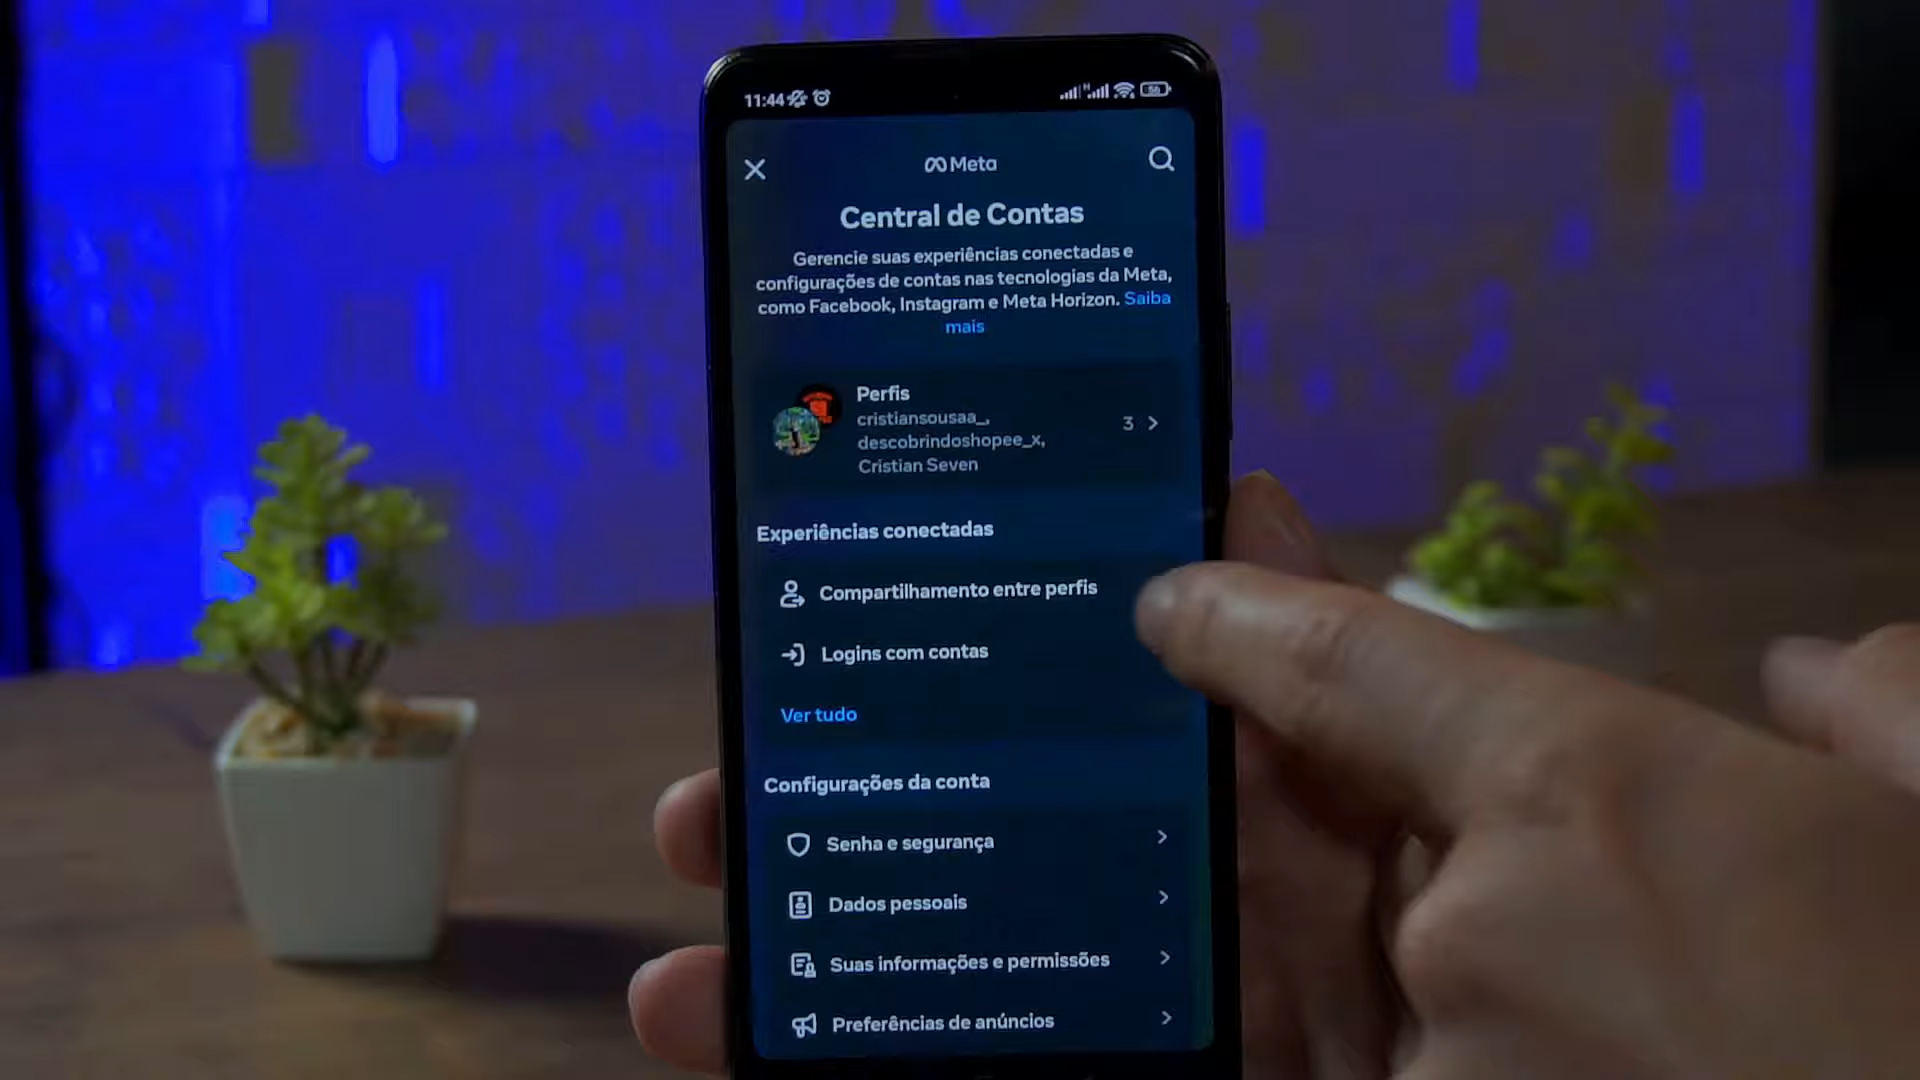 11:44
56
Meta
Central de Contas
Gerencie suas experiências conectadas e
configurações de contas nas tecnologias da Meta,
como Facebook, Instagram e Meta Horizon. Saiba
mais
Perfis
cristiansousaa_,
descobrindoshopee_x,
Cristian Seven
3
Experiências conectadas
Compartilhamento entre perfis
Logins com contas
Ver tudo
Configurações da conta
Senha e segurança
Dados pessoais
Suas informações e permissões
Preferências de anúncios